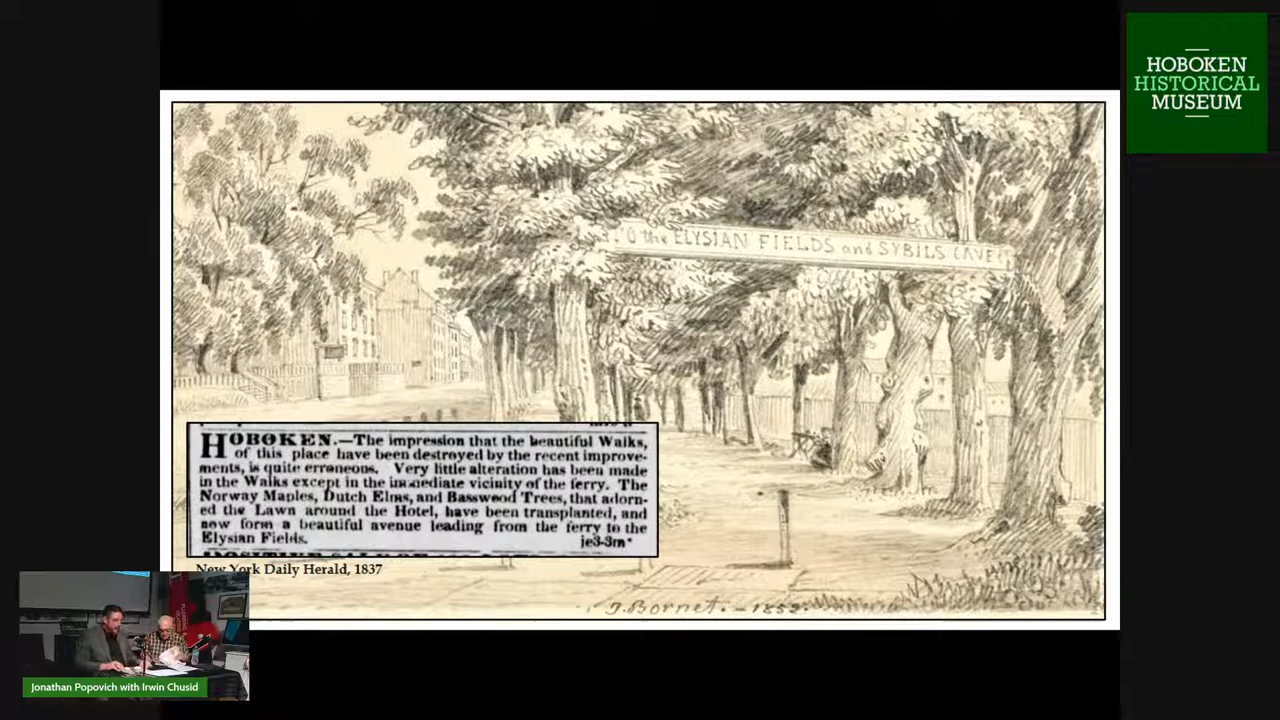 HOBOKEN
HISTORICAL
MUSEUM
TO the ELYSIAN FIELDS and SYBILS CAVE
HOBOKEN.—The impression that the beautiful Walks,
of this place have been destroyed by the recent improve-
ments, is quite erroneous. Very little alteration has been made
in the Walks except in the immediate vicinity of the ferry. The
Norway Maples, Dutch Elms, and Basswood Trees, that adorn-
ed the Lawn around the Hotel, have been transplanted, and
now form a beautiful avenue leading from the ferry to the
Elysian Fields. je3-3m*
New York Daily Herald, 1837
J. Bornet. - 1852.
Jonathan Popovich with Irwin Chusid